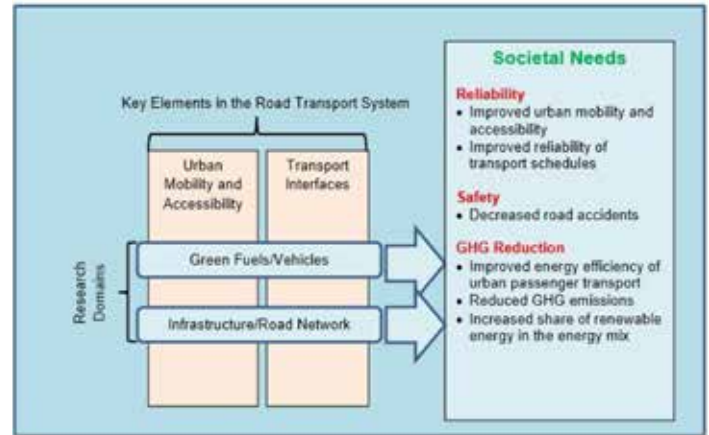 Societal Needs
Key Elements in the Road Transport System
Urban
Mobility and
Accessibility
Transport
Interfaces
Research
Domains
Green Fuels/Vehicles
Infrastructure/Road Network
Reliability
• Improved urban mobility and
accessibility
• Improved reliability of
transport schedules
Safety
• Decreased road accidents
GHG Reduction
• Improved energy efficiency of
urban passenger transport
• Reduced GHG emissions
• Increased share of renewable
energy in the energy mix